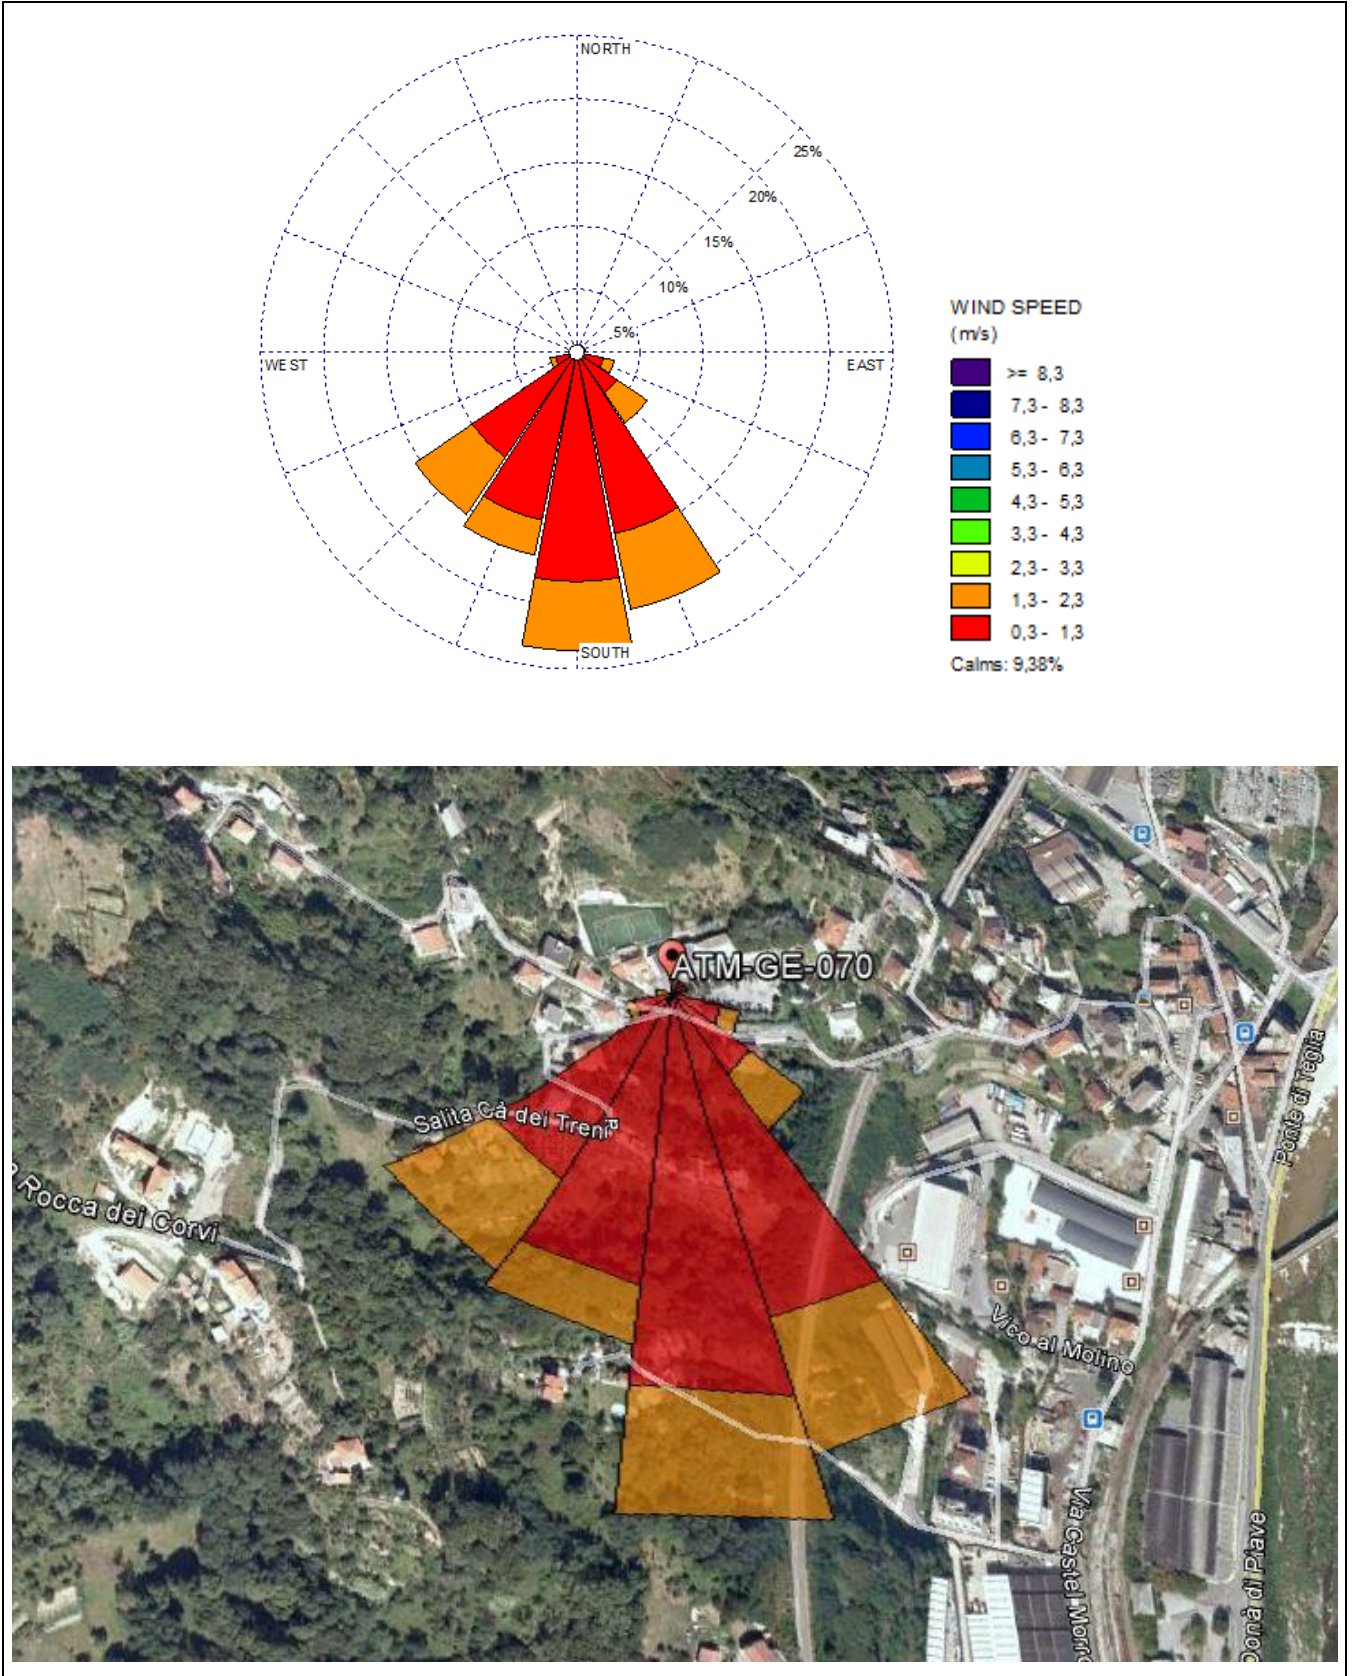 NORTH
25%
20%
15%
10%
5%
WEST
EAST
SOUTH
WIND SPEED
(m/s)
>= 8,3
7,3 - 8,3
6,3 - 7,3
5,3 - 6,3
4,3 - 5,3
3,3 - 4,3
2,3 - 3,3
1,3 - 2,3
0,3 - 1,3
Calms: 9,38%
ATM-GE-070
Salita Cà dei Treni
Rocca dei Corvi
Ponte di Teglia
Vico al Molino
Via Castel Morro
Donà di Piave